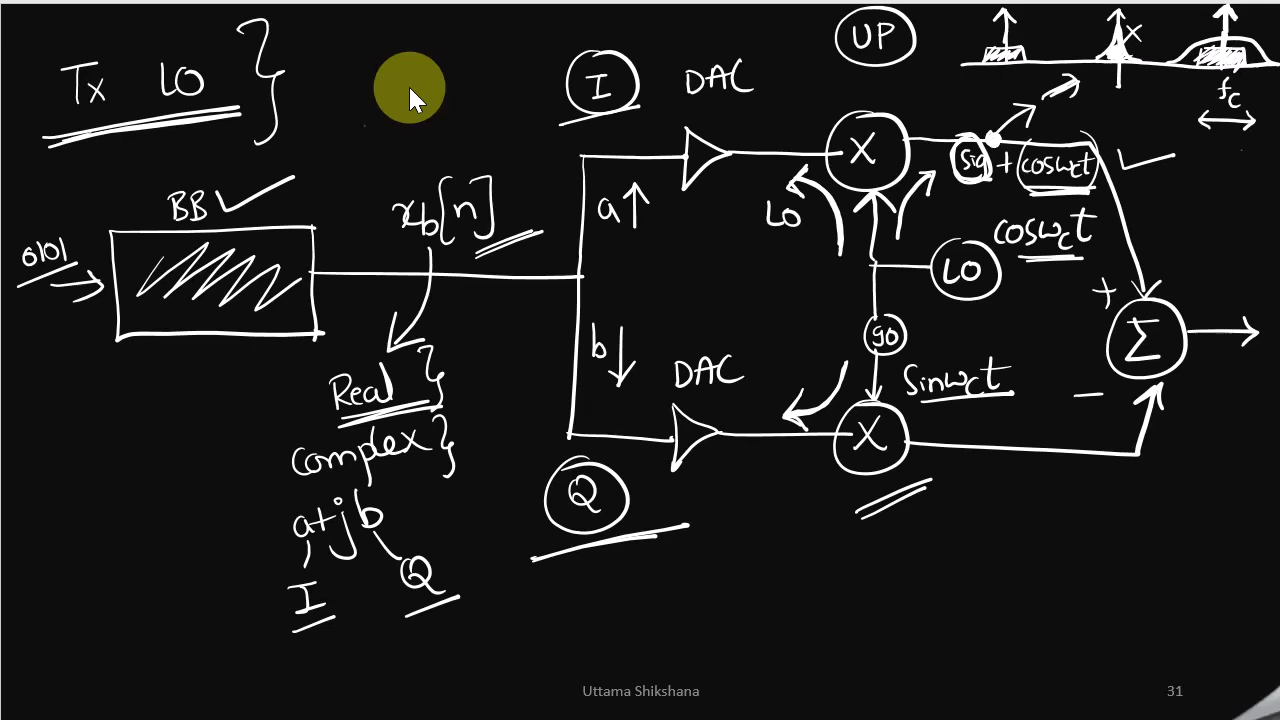 Tx LO }
I
DAC
UP
X
fc
BB
0101
xb[n]
a↑
LO
X
sig + cosωct
cosωct
LO
+
Σ
90
b↓
DAC
sinωct
−
X
Real }
Complex }
a+jb
I
Q
Q
Uttama Shikshana
31